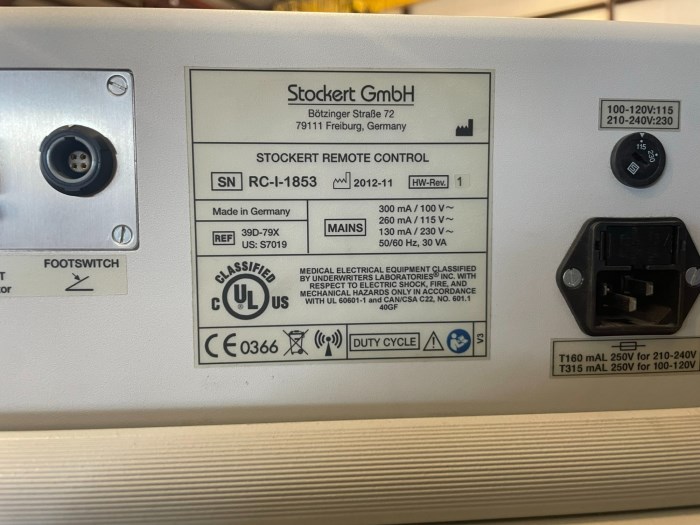 Stockert GmbH
Bötzinger Straße 72
79111 Freiburg, Germany
STOCKERT REMOTE CONTROL
SN RC-I-1853 2012-11 HW-Rev. 1
Made in Germany
REF 39D-79X
US: S7019
MAINS
300 mA / 100 V~
260 mA / 115 V~
130 mA / 230 V~
50/60 Hz, 30 VA
CLASSIFIED
C UL US
MEDICAL ELECTRICAL EQUIPMENT CLASSIFIED
BY UNDERWRITERS LABORATORIES® INC. WITH
RESPECT TO ELECTRIC SHOCK, FIRE, AND
MECHANICAL HAZARDS ONLY IN ACCORDANCE
WITH UL 60601-1 and CAN/CSA C22, NO. 601.1
40GF
CE 0366 DUTY CYCLE
V3
FOOTSWITCH
100-120V:115
210-240V:230
115
230
T160 mAL 250V for 210-240V
T315 mAL 250V for 100-120V